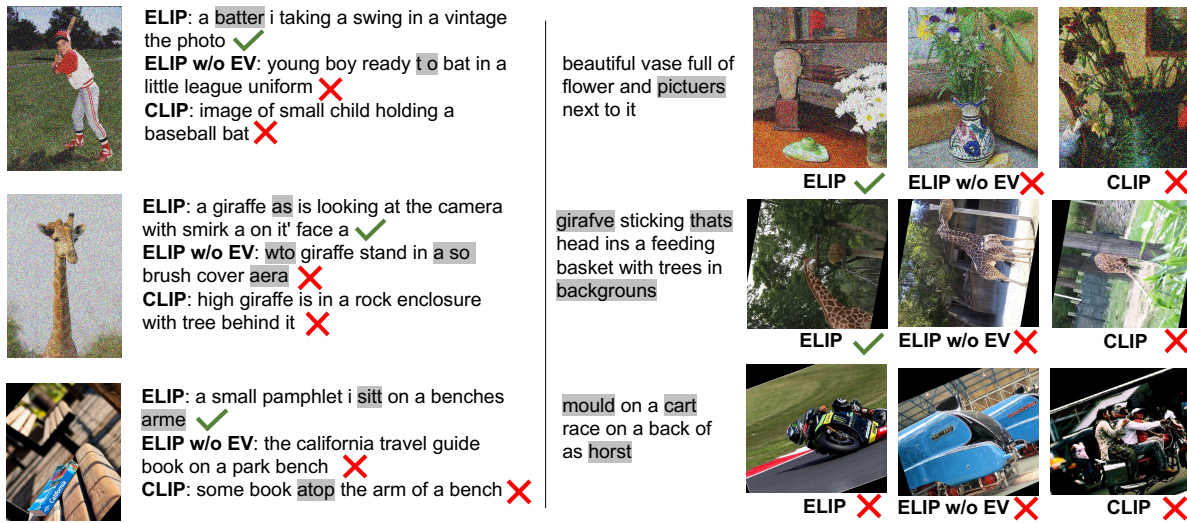 ELIP: a batter i taking a swing in a vintage
the photo
ELIP w/o EV: young boy ready t o bat in a
little league uniform
CLIP: image of small child holding a
baseball bat
ELIP: a giraffe as is looking at the camera
with smirk a on it' face a
ELIP w/o EV: wto giraffe stand in a so
brush cover aera
CLIP: high giraffe is in a rock enclosure
with tree behind it
California
ELIP: a small pamphlet i sitt on a benches
arme
ELIP w/o EV: the california travel guide
book on a park bench
CLIP: some book atop the arm of a bench
beautiful vase full of
flower and pictuers
next to it
ELIP
ELIP w/o EV
CLIP
girafve sticking thats
head ins a feeding
basket with trees in
backgrouns
ELIP
ELIP w/o EV
CLIP
mould on a cart
race on a back of
as horst
ELIP
ELIP w/o EV
CLIP